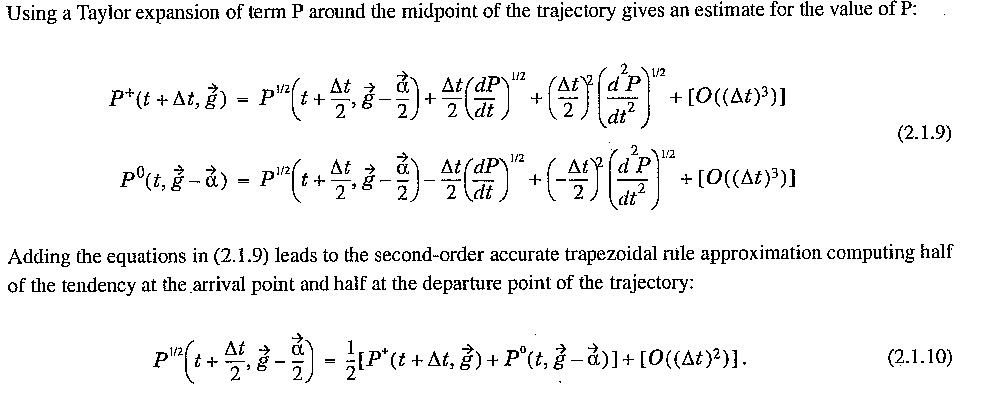 Using a Taylor expansion of term P around the midpoint of the trajectory gives an estimate for the value of P:
$P^{+}(t + \Delta t, \vec{g}) = P^{1/2}\left(t + \frac{\Delta t}{2}, \vec{g} - \frac{\vec{\alpha}}{2}\right) + \frac{\Delta t}{2}\left(\frac{dP}{dt}\right)^{1/2} + \left(\frac{\Delta t}{2}\right)^{2}\left(\frac{d^{2}P}{dt^{2}}\right)^{1/2} + [O((\Delta t)^{3})]$
(2.1.9)
$P^{0}(t, \vec{g} - \vec{\alpha}) = P^{1/2}\left(t + \frac{\Delta t}{2}, \vec{g} - \frac{\vec{\alpha}}{2}\right) - \frac{\Delta t}{2}\left(\frac{dP}{dt}\right)^{1/2} + \left(-\frac{\Delta t}{2}\right)^{2}\left(\frac{d^{2}P}{dt^{2}}\right)^{1/2} + [O((\Delta t)^{3})]$
Adding the equations in (2.1.9) leads to the second-order accurate trapezoidal rule approximation computing half
of the tendency at the arrival point and half at the departure point of the trajectory:
$P^{1/2}\left(t + \frac{\Delta t}{2}, \vec{g} - \frac{\vec{\alpha}}{2}\right) = \frac{1}{2}[P^{+}(t + \Delta t, \vec{g}) + P^{0}(t, \vec{g} - \vec{\alpha})] + [O((\Delta t)^{2})].$ (2.1.10)